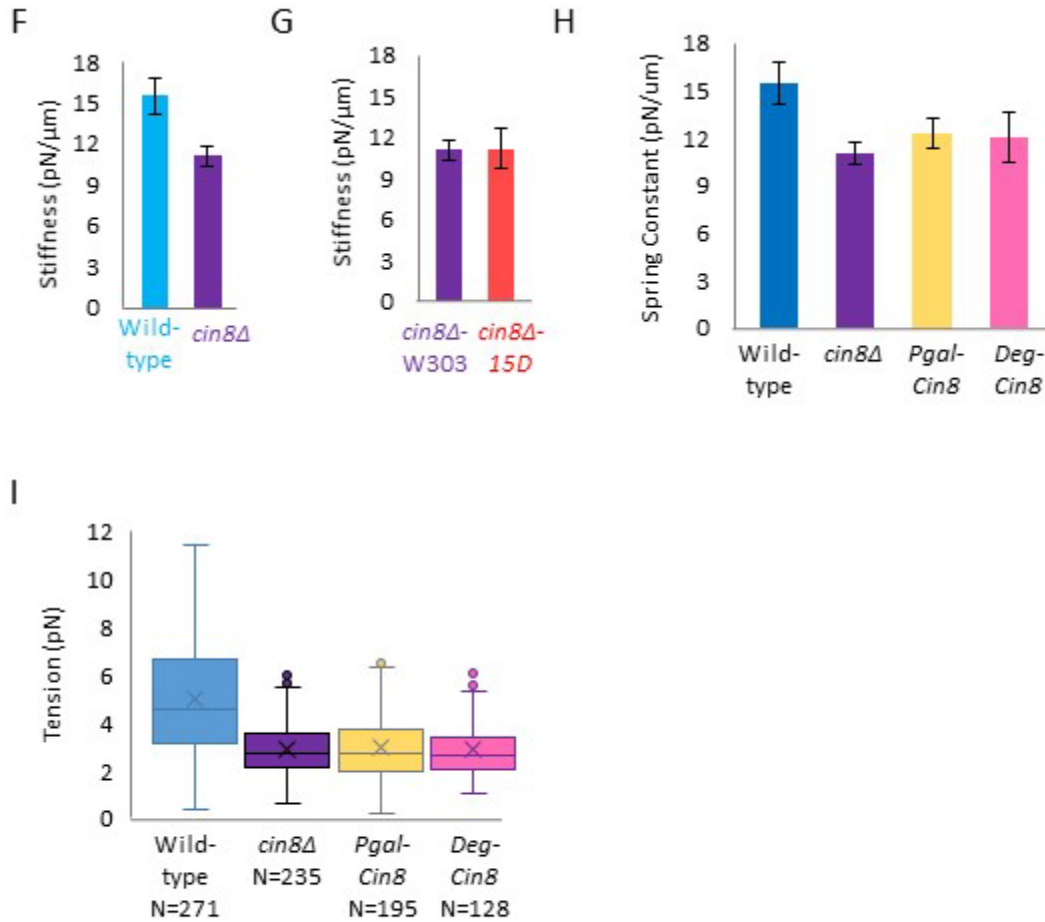 F
G
H
Stiffness (pN/μm)
18
15
12
9
6
3
0
Wild-
type
cin8Δ
Stiffness (pN/μm)
18
15
12
9
6
3
0
cin8Δ-
W303
cin8Δ-
15D
Spring Constant (pN/um)
18
15
12
9
6
3
0
Wild-
type
cin8Δ
Pgal-
Cin8
Deg-
Cin8
I
Tension (pN)
12
10
8
6
4
2
0
Wild-
type
N=271
cin8Δ
N=235
Pgal-
Cin8
N=195
Deg-
Cin8
N=128